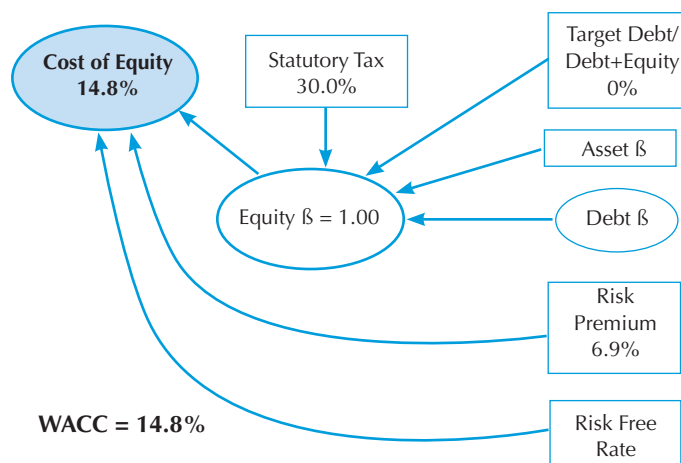 Cost of Equity
14.8%
Statutory Tax
30.0%
Target Debt/
Debt+Equity
0%
Asset ß
Equity ß = 1.00
Debt ß
Risk
Premium
6.9%
WACC = 14.8%
Risk Free
Rate